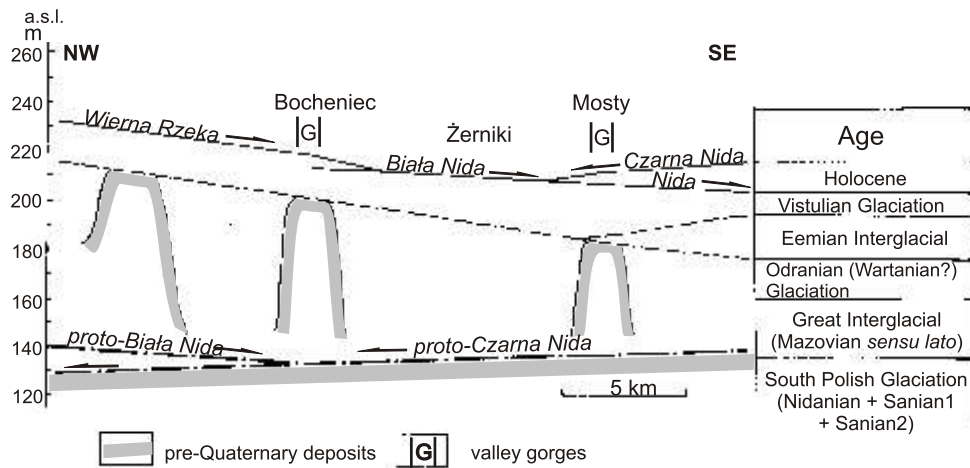 a.s.l.
m
260
240
220
200
180
160
140
120
NW
SE
Bocheniec
G
Mosty
G
Żerniki
Wierna Rzeka
Biała Nida
Czarna Nida
Nida
proto-Biała Nida
proto-Czarna Nida
5 km
Age
Holocene
Vistulian Glaciation
Eemian Interglacial
Odranian (Wartanian?)
Glaciation
Great Interglacial
(Mazovian sensu lato)
South Polish Glaciation
(Nidanian + Sanian1
+ Sanian2)
pre-Quaternary deposits
G
valley gorges